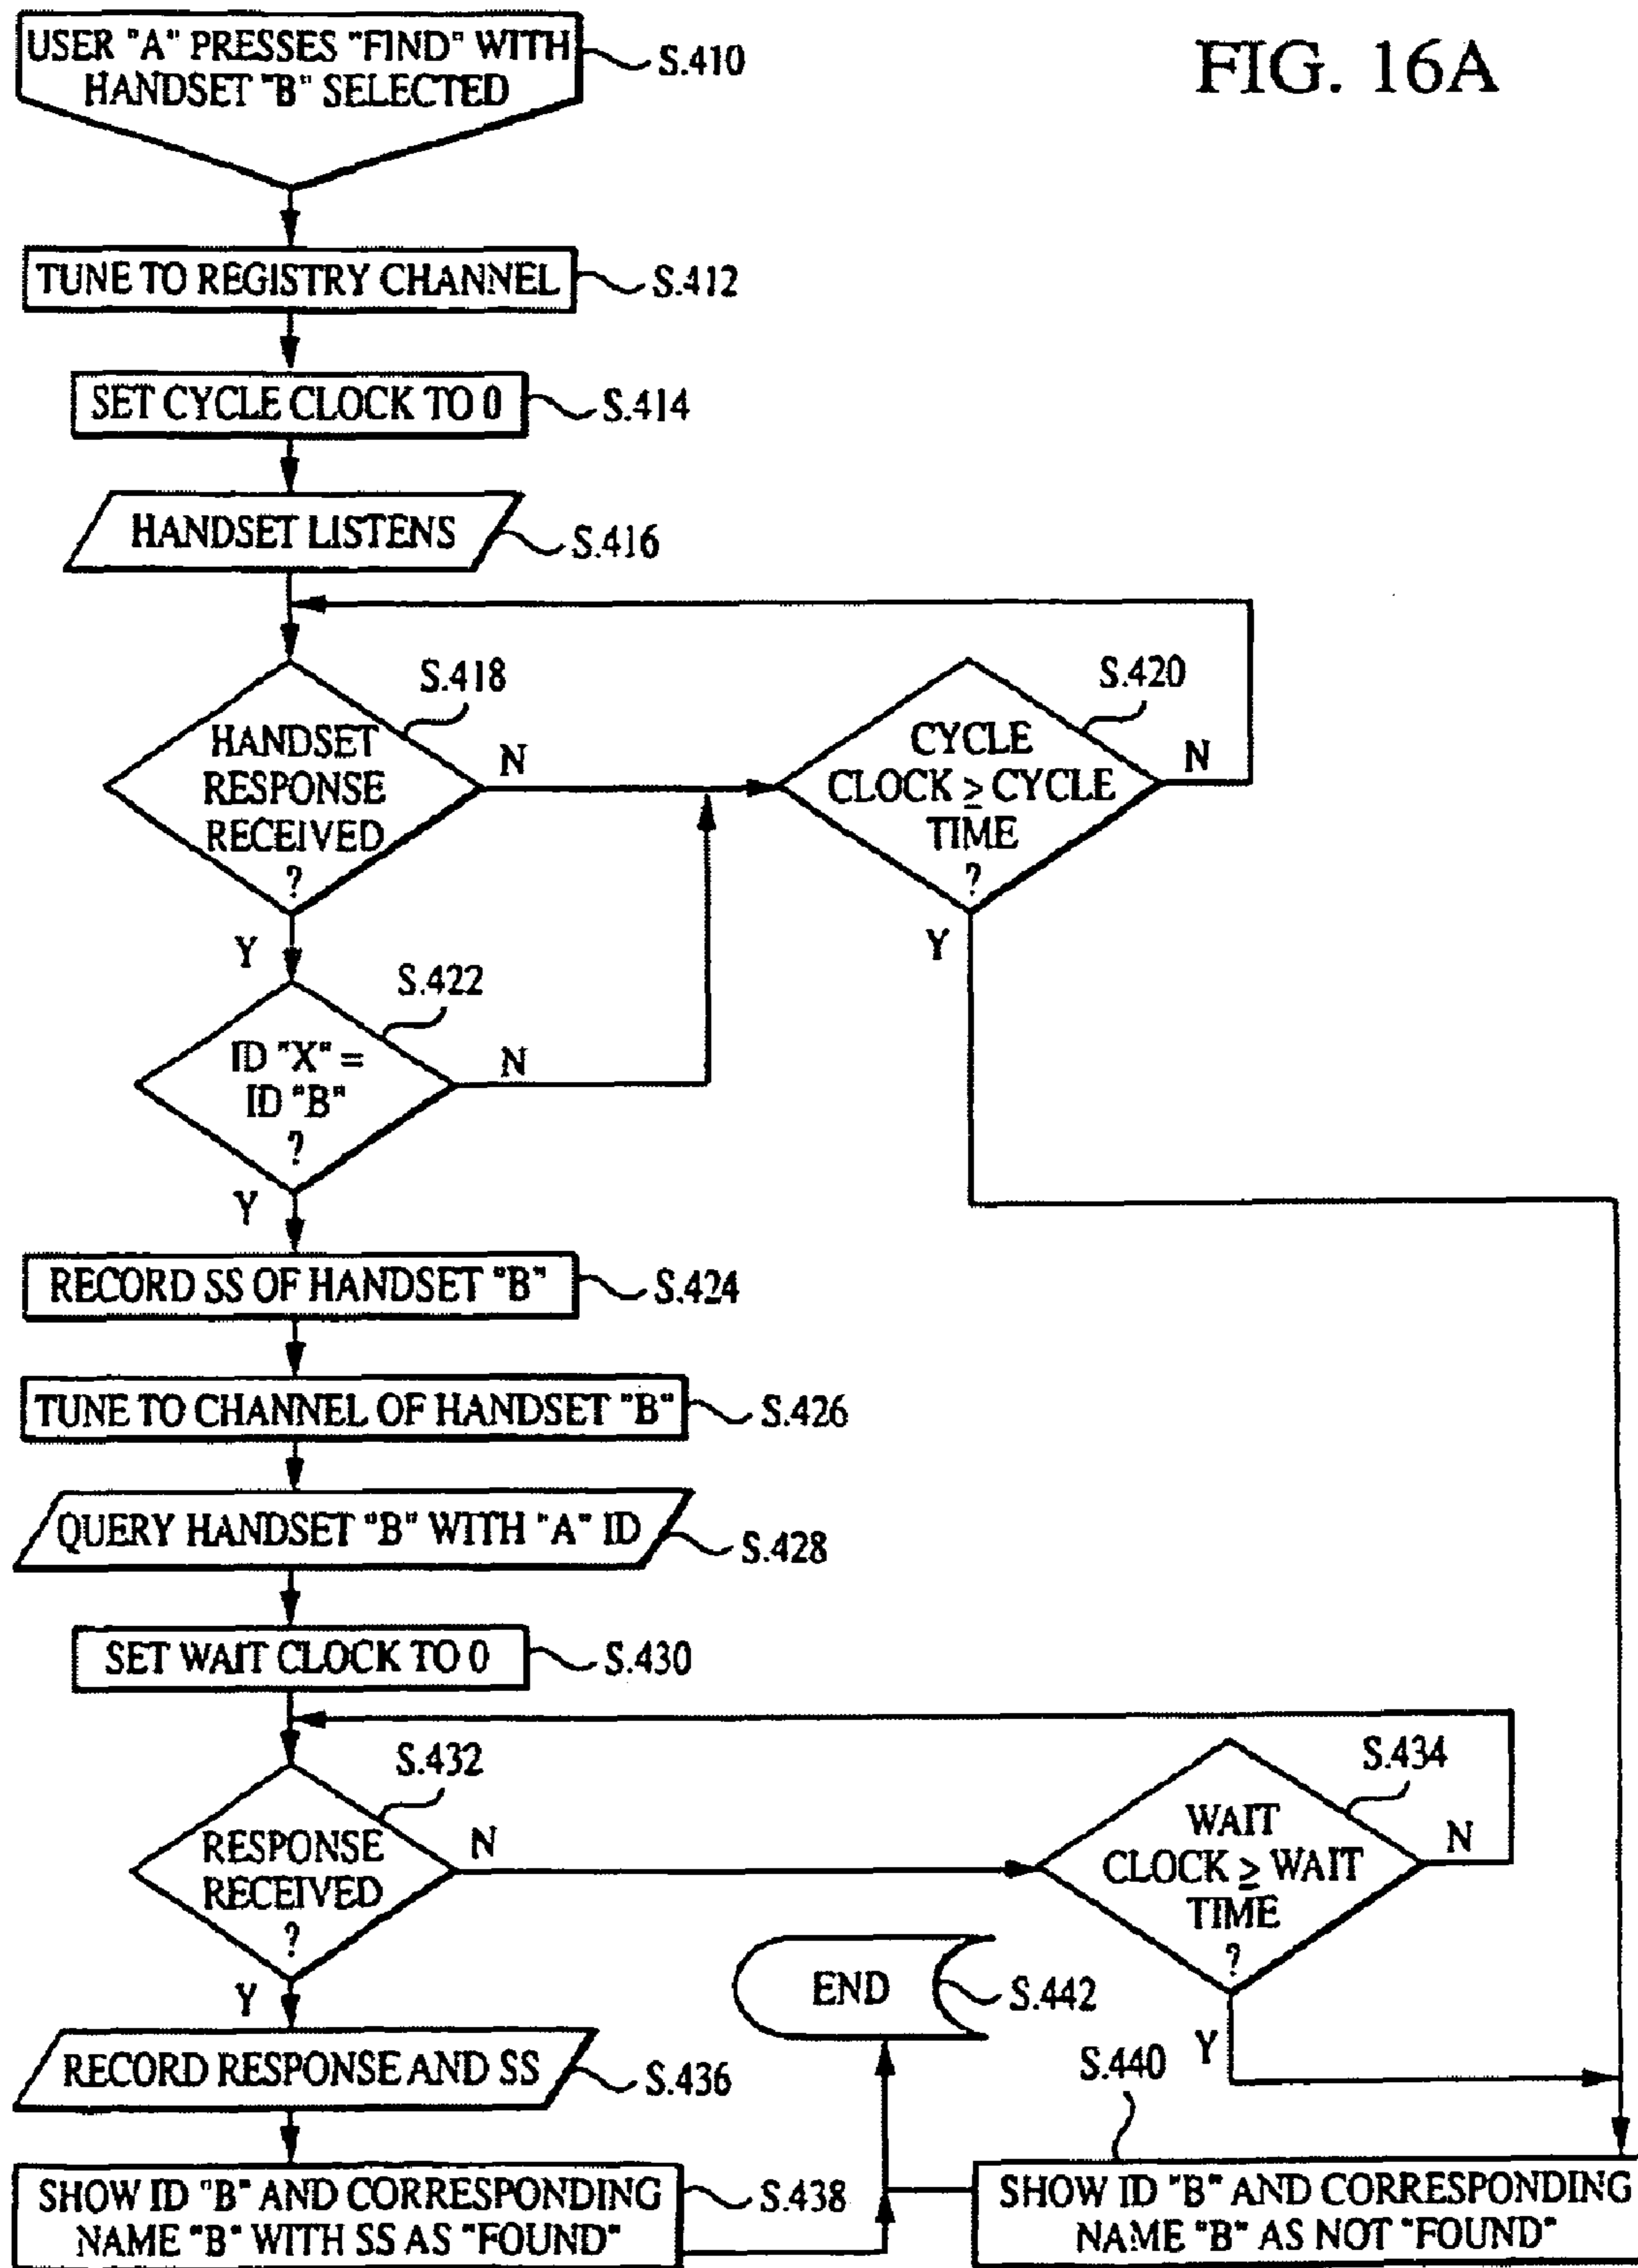 FIG. 16A
USER "A" PRESSES "FIND" WITH
HANDSET "B" SELECTED
S.410
TUNE TO REGISTRY CHANNEL
S.412
SET CYCLE CLOCK TO 0
S.414
HANDSET LISTENS
S.416
S.418
HANDSET
RESPONSE
RECEIVED
?
N
Y
S.420
CYCLE
CLOCK ≥ CYCLE
TIME
?
N
Y
S.422
ID "X" =
ID "B"
?
N
Y
RECORD SS OF HANDSET "B"
S.424
TUNE TO CHANNEL OF HANDSET "B"
S.426
QUERY HANDSET "B" WITH "A" ID
S.428
SET WAIT CLOCK TO 0
S.430
S.432
RESPONSE
RECEIVED
?
N
Y
S.434
WAIT
CLOCK ≥ WAIT
TIME
?
N
Y
END
S.442
RECORD RESPONSE AND SS
S.436
S.440
SHOW ID "B" AND CORRESPONDING
NAME "B" WITH SS AS "FOUND"
S.438
SHOW ID "B" AND CORRESPONDING
NAME "B" AS NOT "FOUND"